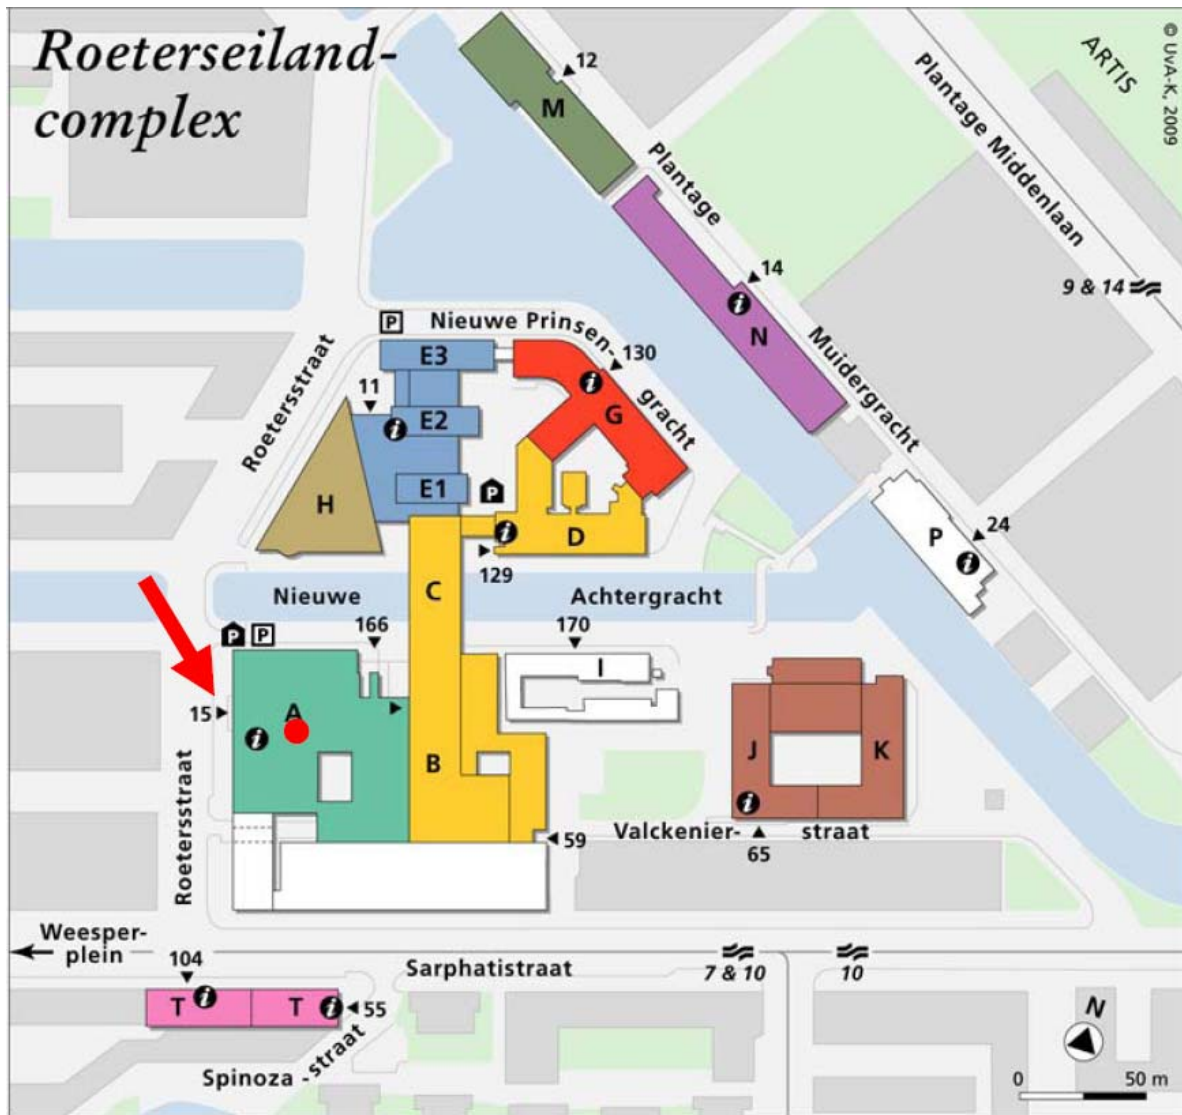 Roeterseiland-
complex
© UvA-K, 2009
ARTIS
12
M
Plantage
Plantage Middenlaan
14
i
N
9 & 14
Muidergracht
P
Nieuwe Prinsen-
gracht
130
Roetersstraat
E3
11
i
G
i
E2
H
E1
P
i
D
129
24
P
i
C
Nieuwe
Achtergracht
166
170
P
P
I
15
A
i
B
J
K
i
59
Valckenier-
straat
65
Roetersstraat
Weesper-
plein
104
Sarphatistraat
7 & 10
10
T
i
T
i
55
Spinoza-
straat
N
0
50 m